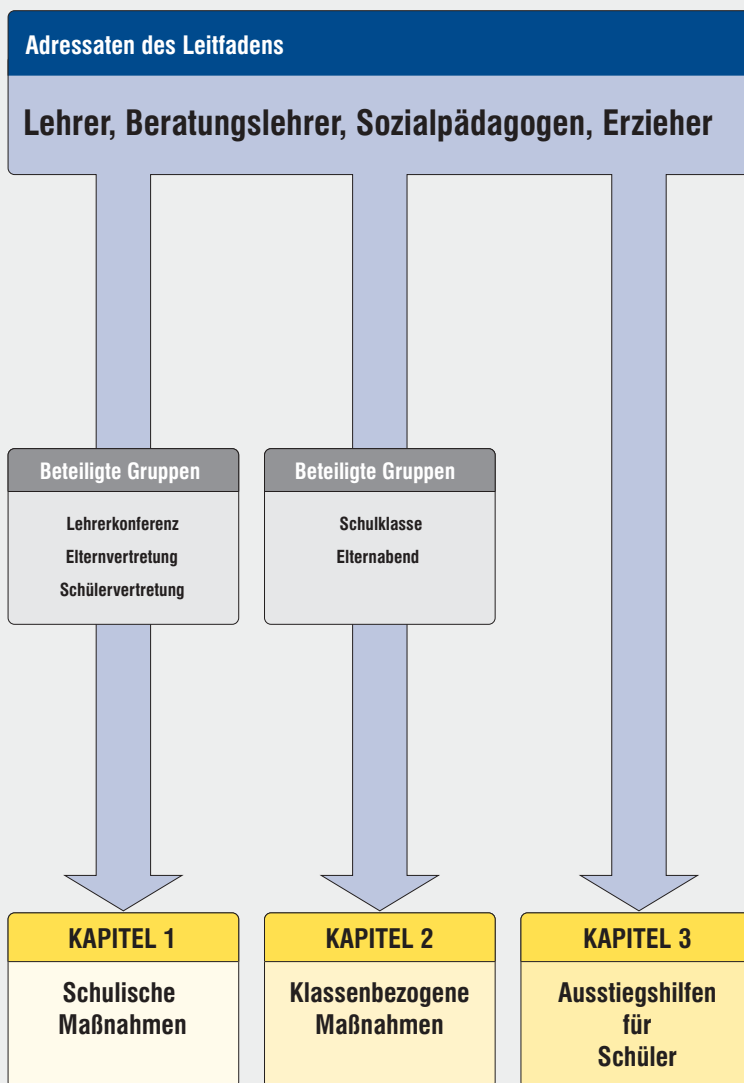 Adressaten des Leitfadens
Lehrer, Beratungslehrer, Sozialpädagogen, Erzieher
Beteiligte Gruppen
Lehrerkonferenz
Elternvertretung
Schülervertretung
Beteiligte Gruppen
Schulklasse
Elternabend
KAPITEL 1
Schulische
Maßnahmen
KAPITEL 2
Klassenbezogene
Maßnahmen
KAPITEL 3
Ausstiegshilfen
für
Schüler